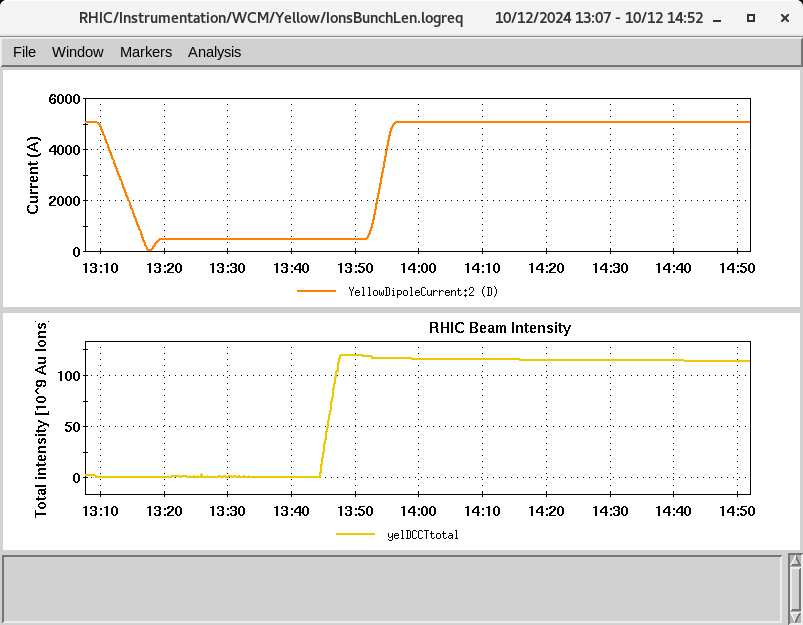 RHIC/Instrumentation/WCM/Yellow/IonsBunchLen.logreq 10/12/2024 13:07 - 10/12 14:52
File Window Markers Analysis
6000
4000
2000
0
Current (A)
13:10 13:20 13:30 13:40 13:50 14:00 14:10 14:20 14:30 14:40 14:50
YellowDipoleCurrent:2 (D)
RHIC Beam Intensity
100
50
0
Total intensity [10^9 Au Ions]
13:10 13:20 13:30 13:40 13:50 14:00 14:10 14:20 14:30 14:40 14:50
yelDCCTtotal